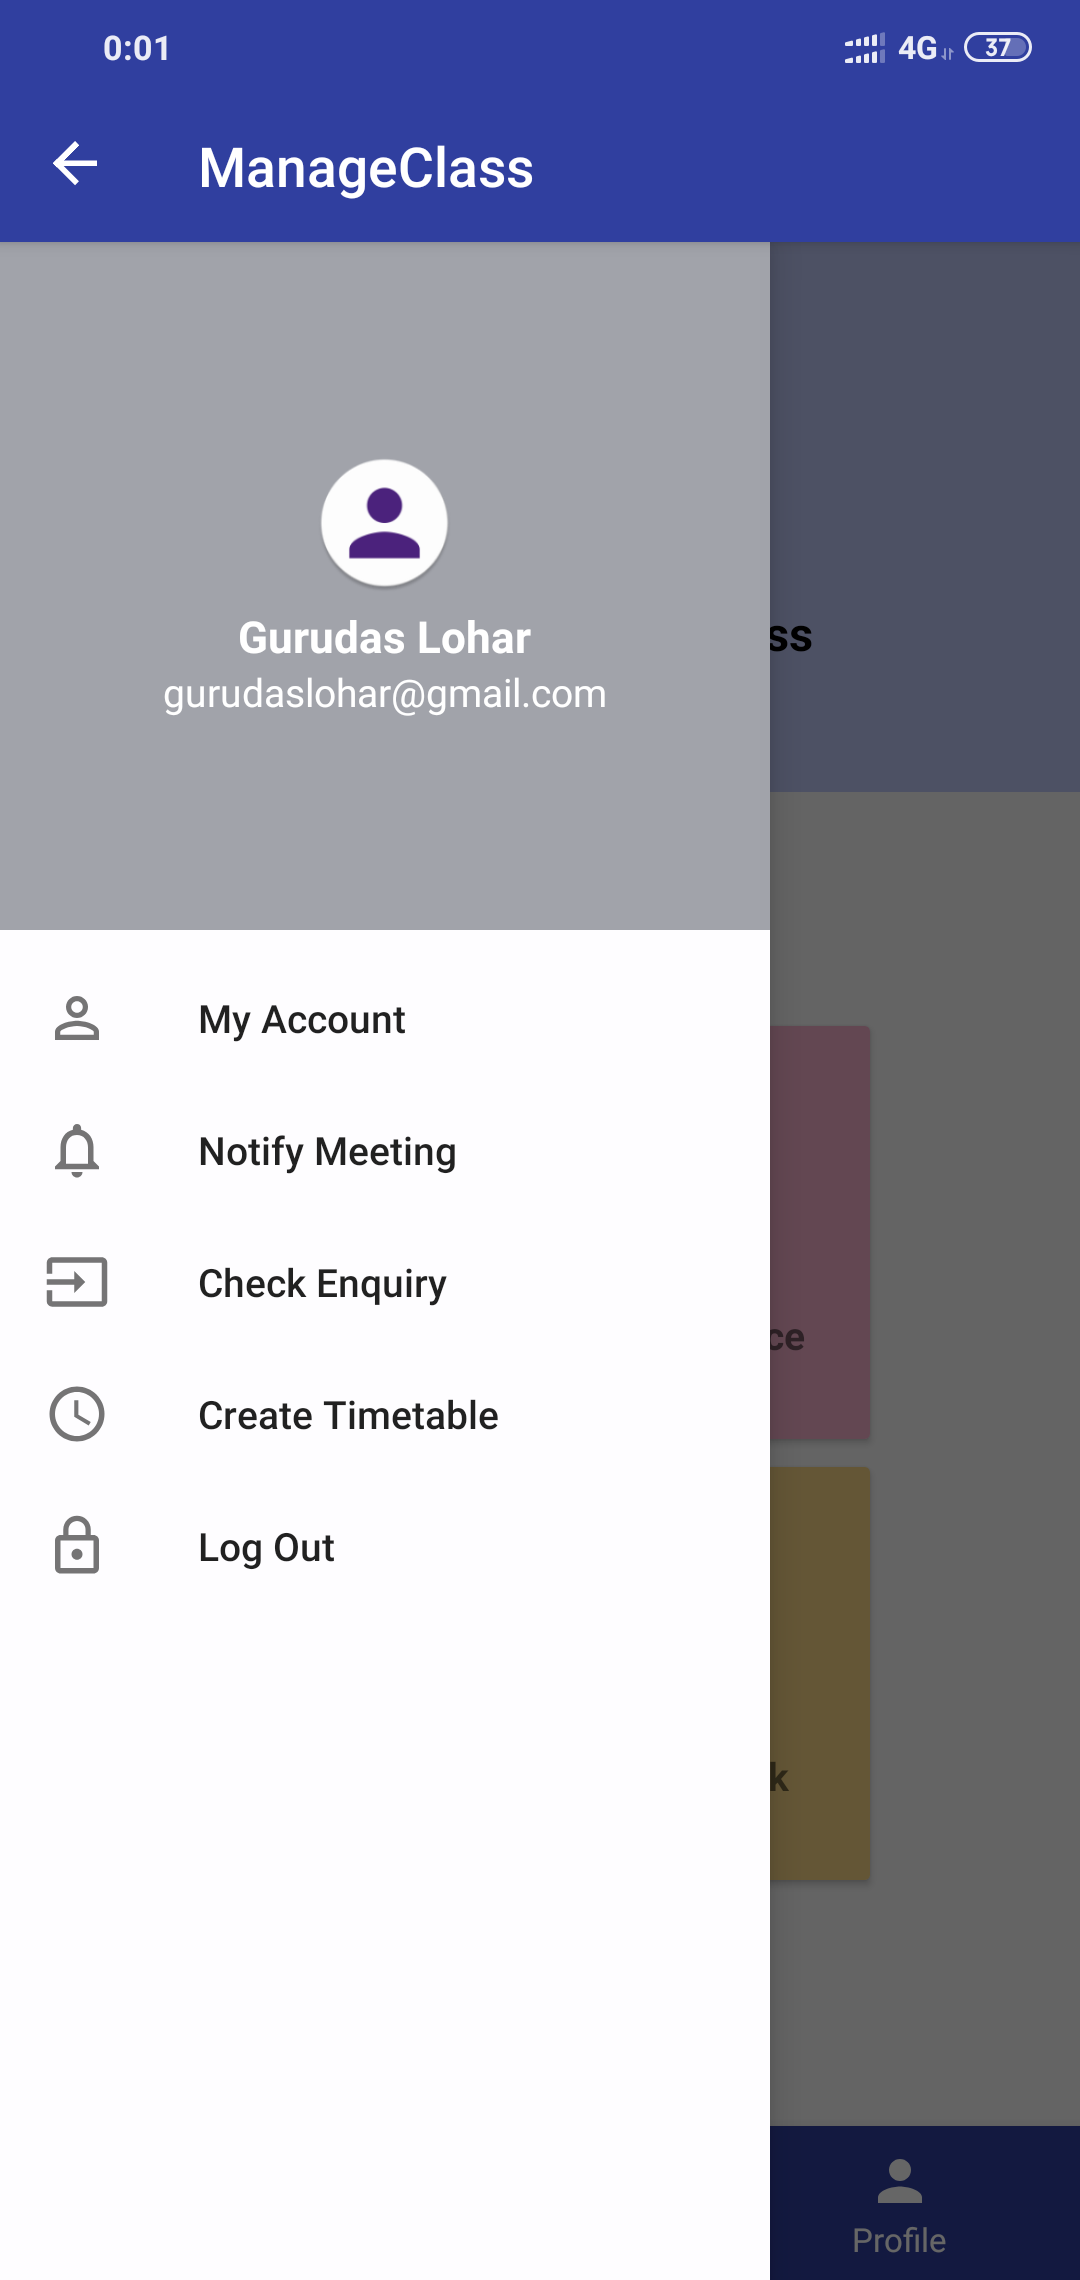 0:01 4G 37
ManageClass
Gurudas Lohar
gurudaslohar@gmail.com
ss
My Account
Notify Meeting
Check Enquiry
ce
Create Timetable
Log Out
k
Profile